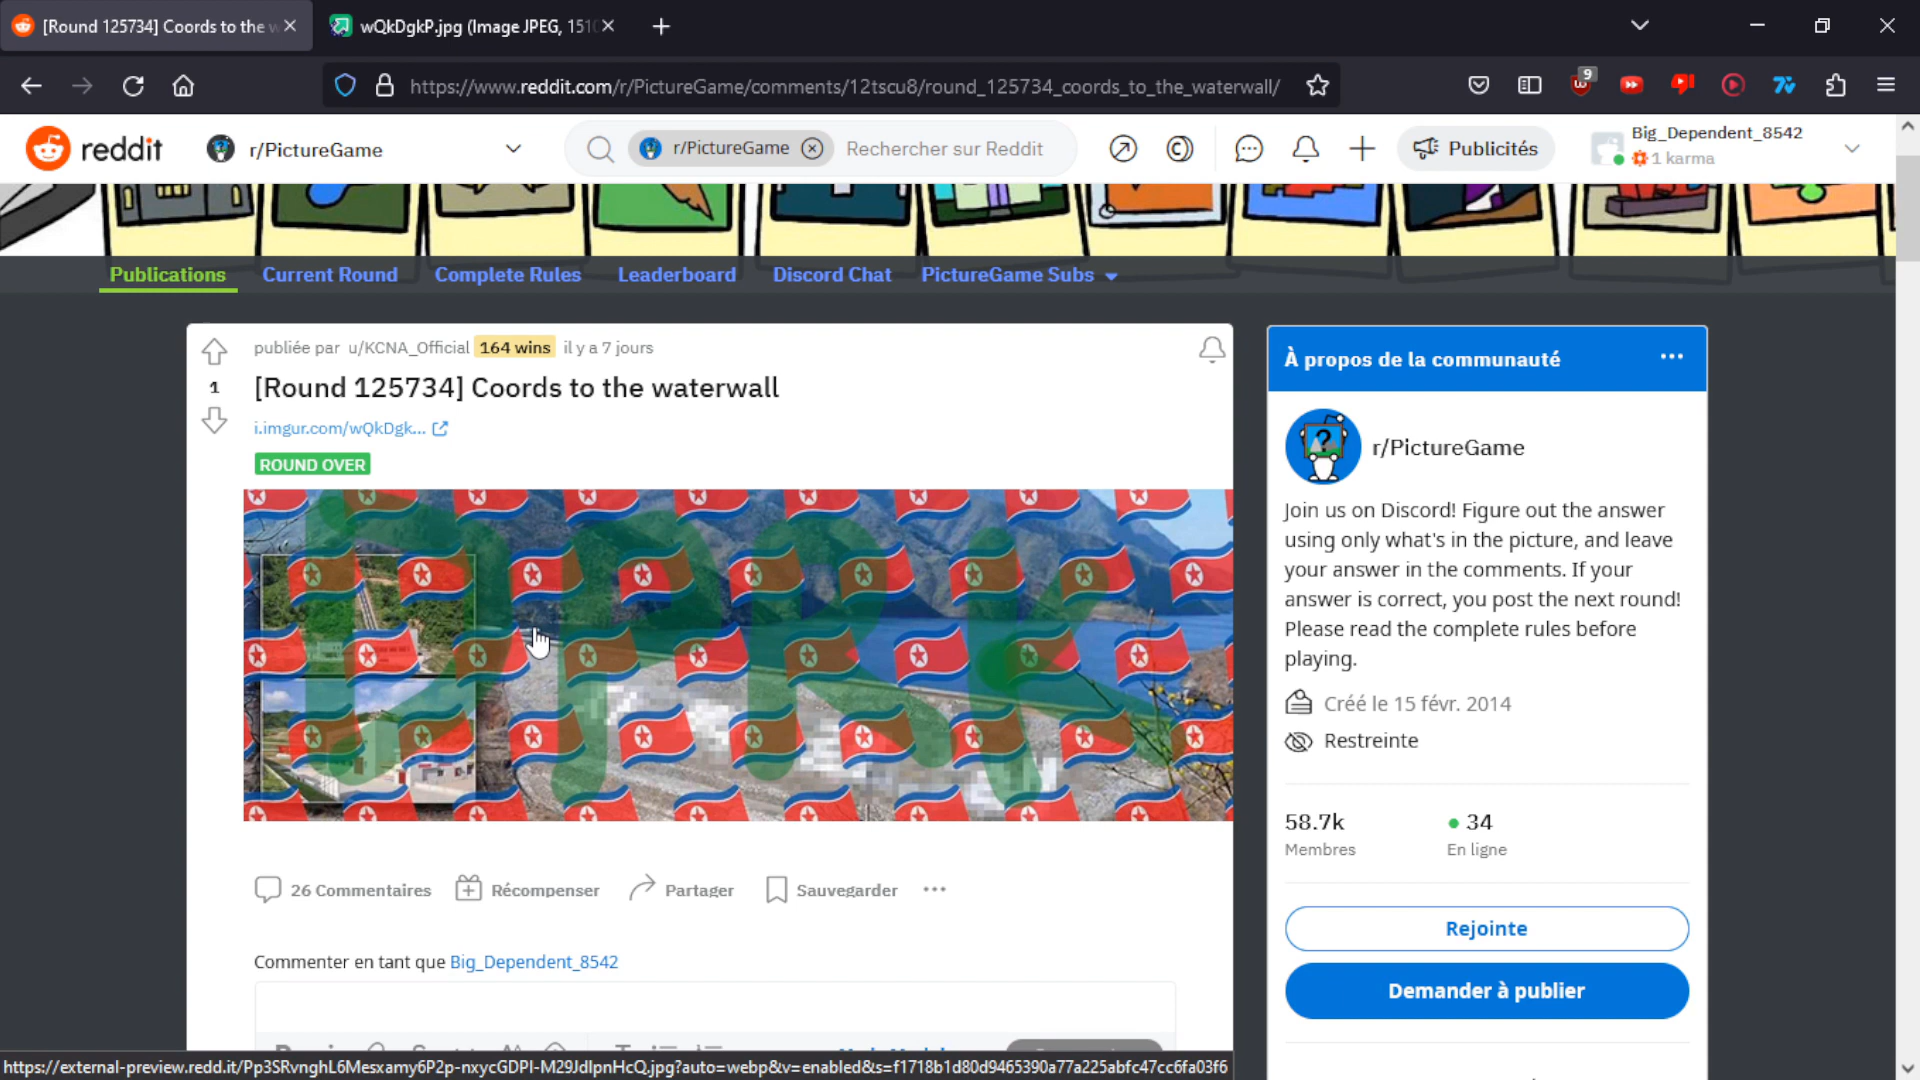 [Round 125734] Coords to the w
wQkDgkP.jpg (Image JPEG, 151
https://www.reddit.com/r/PictureGame/comments/12tscu8/round_125734_coords_to_the_waterwall/
9
reddit
r/PictureGame
r/PictureGame
Rechercher sur Reddit
Publicités
Big_Dependent_8542
1 karma
Publications
Current Round
Complete Rules
Leaderboard
Discord Chat
PictureGame Subs
publiée par u/KCNA_Official 164 wins il y a 7 jours
1
[Round 125734] Coords to the waterwall
i.imgur.com/wQkDgk...
ROUND OVER
DPRK
26 Commentaires
Récompenser
Partager
Sauvegarder
Commenter en tant que Big_Dependent_8542
À propos de la communauté
r/PictureGame
Join us on Discord! Figure out the answer
using only what's in the picture, and leave
your answer in the comments. If your
answer is correct, you post the next round!
Please read the complete rules before
playing.
Créé le 15 févr. 2014
Restreinte
58.7k
Membres
34
En ligne
Rejointe
Demander à publier
https://external-preview.redd.it/Pp3SRvnghL6Mesxamy6P2p-nxycGDPI-M29JdIpnHcQ.jpg?auto=webp&v=enabled&s=f1718b1d80d9465390a77a225abfc47cc6fa03f6